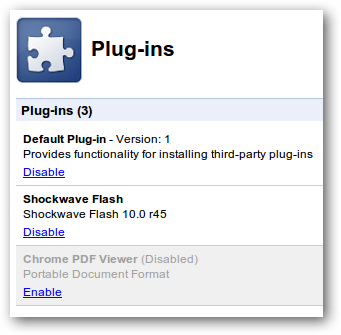 Plug-ins
Plug-ins (3)
Default Plug-in - Version: 1
Provides functionality for installing third-party plug-ins
Disable
Shockwave Flash
Shockwave Flash 10.0 r45
Disable
Chrome PDF Viewer (Disabled)
Portable Document Format
Enable